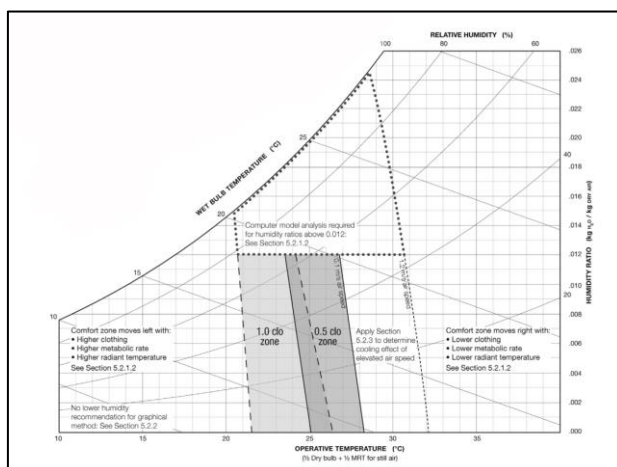 RELATIVE HUMIDITY (%)
100
80
60
.026
.024
.022
.020
.018
.016
.014
.012
.010
.008
.006
.004
.002
.000
HUMIDITY RATIO (kg H₂O / kg DRY AIR)
40
20
WET BULB TEMPERATURE (°C)
25
20
15
10
Computer model analysis required
for humidity ratios above 0.012:
See Section 5.2.1.2
1.0 clo
zone
0.5 clo
zone
air speed
air speed
Comfort zone moves left with:
• Higher clothing
• Higher metabolic rate
• Higher radiant temperature
See Section 5.2.1.2
Apply Section
5.2.3 to determine
cooling effect of
elevated air speed
Comfort zone moves right with:
• Lower clothing
• Lower metabolic rate
• Lower radiant temperature
See Section 5.2.1.2
No lower humidity
recommendation for graphical
method: See Section 5.2.2
10
15
20
25
30
35
OPERATIVE TEMPERATURE (°C)
(½ Dry bulb + ½ MRT for still air)